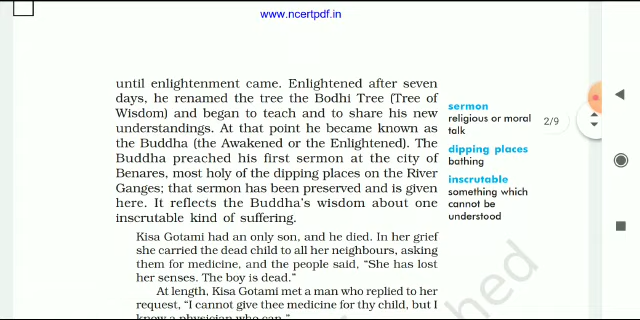 www.ncertpdf.in
until enlightenment came. Enlightened after seven
days, he renamed the tree the Bodhi Tree (Tree of
Wisdom) and began to teach and to share his new
understandings. At that point he became known as
the Buddha (the Awakened or the Enlightened). The
Buddha preached his first sermon at the city of
Benares, most holy of the dipping places on the River
Ganges; that sermon has been preserved and is given
here. It reflects the Buddha's wisdom about one
inscrutable kind of suffering.
Kisa Gotami had an only son, and he died. In her grief
she carried the dead child to all her neighbours, asking
them for medicine, and the people said, "She has lost
her senses. The boy is dead."
At length, Kisa Gotami met a man who replied to her
request, "I cannot give thee medicine for thy child, but I
know a physician who can."
sermon
religious or moral
talk
dipping places
bathing
inscrutable
something which
cannot be
understood
2/9
shed